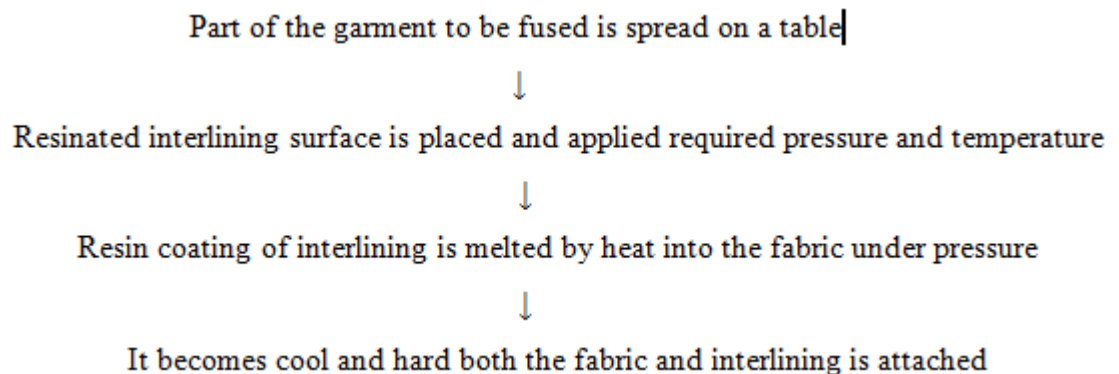 Part of the garment to be fused is spread on a table
↓
Resinated interlining surface is placed and applied required pressure and temperature
↓
Resin coating of interlining is melted by heat into the fabric under pressure
↓
It becomes cool and hard both the fabric and interlining is attached